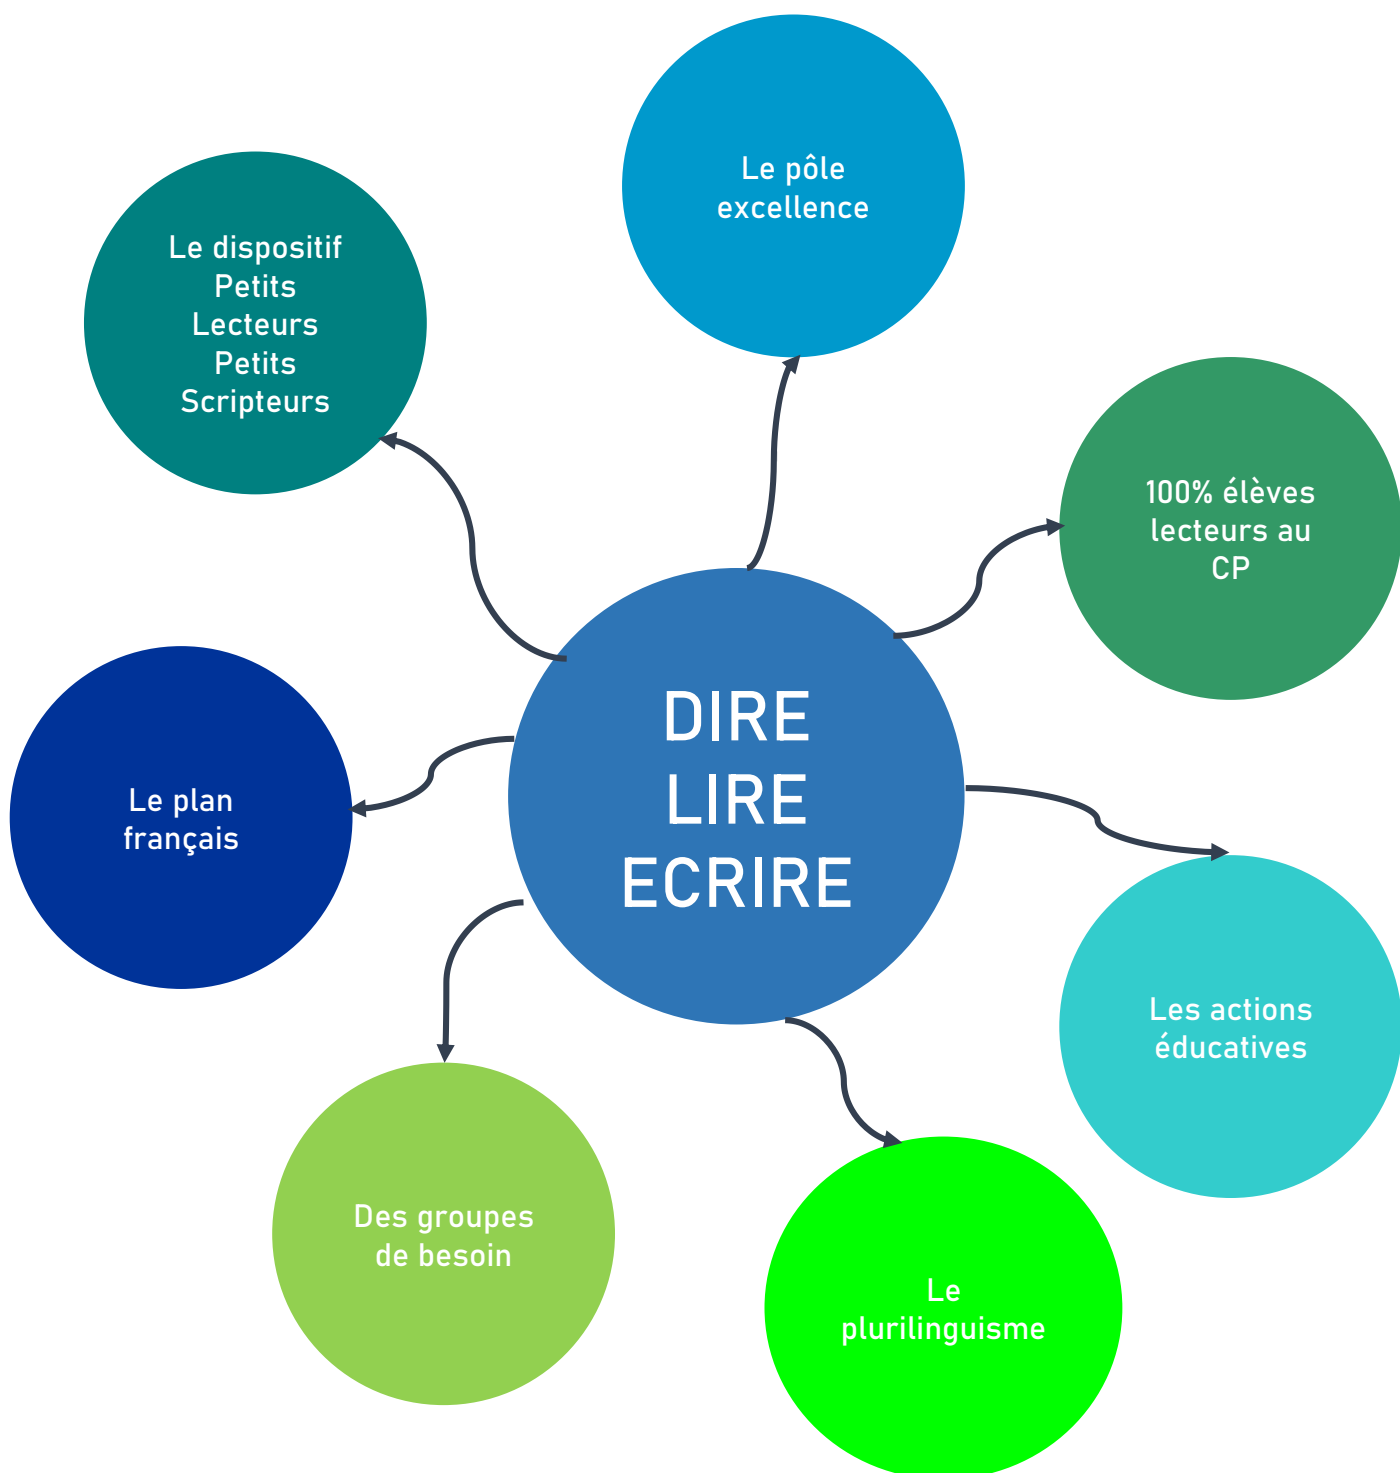 Le pôle
excellence
Le dispositif
Petits
Lecteurs
Petits
Scripteurs
100% élèves
lecteurs au
CP
DIRE
LIRE
ECRIRE
Le plan
français
Les actions
éducatives
Des groupes
de besoin
Le
plurilinguisme